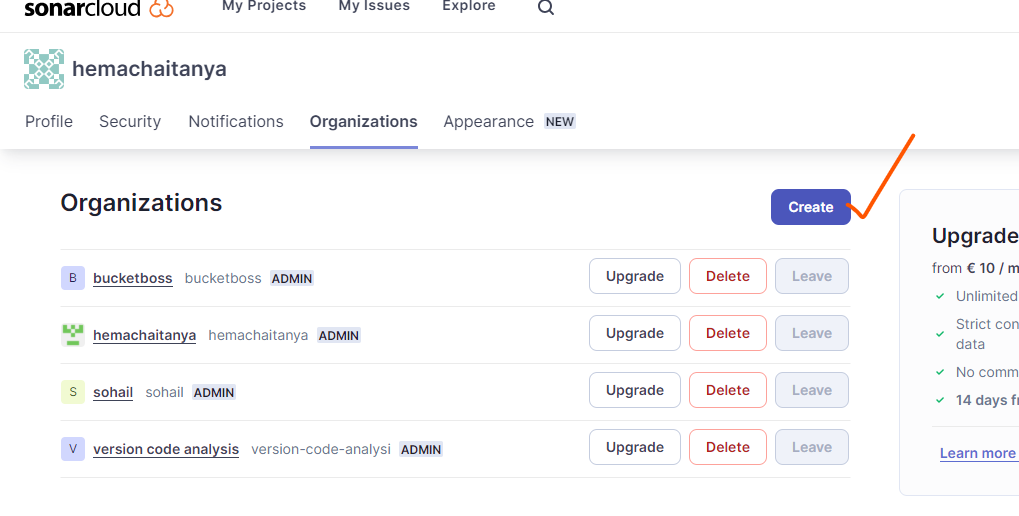 sonarcloud My Projects My Issues Explore
hemachaitanya
Profile Security Notifications Organizations Appearance NEW
Organizations Create
B bucketboss bucketboss ADMIN Upgrade Delete Leave
hemachaitanya hemachaitanya ADMIN Upgrade Delete Leave
S sohail sohail ADMIN Upgrade Delete Leave
V version code analysis version-code-analysi ADMIN Upgrade Delete Leave
Upgrade
from € 10 / m
Unlimited
Strict con
data
No comm
14 days f
Learn more